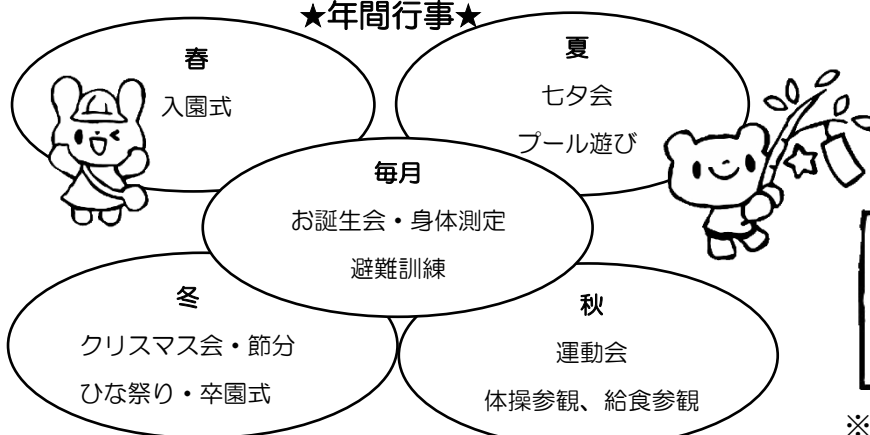 ★年間行事★
春
入園式
夏
七夕会
プール遊び
毎月
お誕生会・身体測定
避難訓練
冬
クリスマス会・節分
ひな祭り・卒園式
秋
運動会
体操参観、給食参観
※